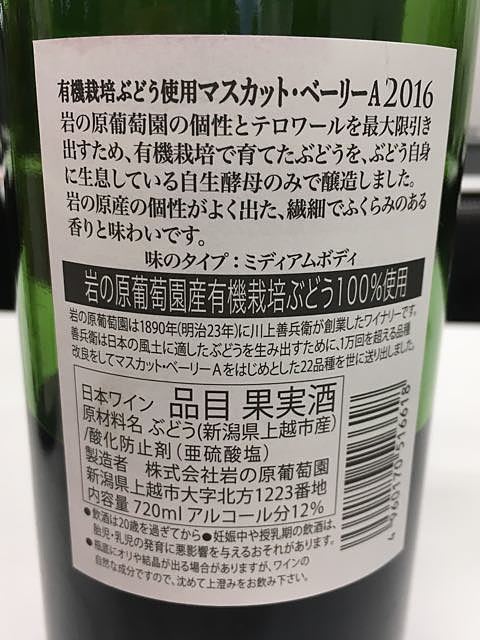 有機栽培ぶどう使用マスカット・ベーリーA2016
岩の原葡萄園の個性とテロワールを最大限引き
出すため、有機栽培で育てたぶどうを、ぶどう自身
に生息している自生酵母のみで醸造しました。
岩の原産の個性がよく出た、繊細でふくらみのある
香りと味わいです。
味のタイプ：ミディアムボディ
岩の原葡萄園産有機栽培ぶどう100%使用
岩の原葡萄園は1890年(明治23年)に川上善兵衛が創業したワイナリーです。
善兵衛は日本の風土に適したぶどうを生み出すために、1万回を超える品種
改良をしてマスカット・ベーリーAをはじめとした22品種を世に送り出しました。
日本ワイン 品目 果実酒
原材料名 ぶどう(新潟県上越市産)
/酸化防止剤(亜硫酸塩)
製造者 株式会社岩の原葡萄園
新潟県上越市大字北方1223番地
内容量 720ml アルコール分12%
●飲酒は20歳を過ぎてから●妊娠中や授乳期の飲酒は、
胎児・乳児の発育に悪影響を与えるおそれがあります。
●瓶底にオリや結晶が出る場合がありますが、ワインの
自然な成分ですので、沈めて上澄みをお飲み下さい。
4960170516618